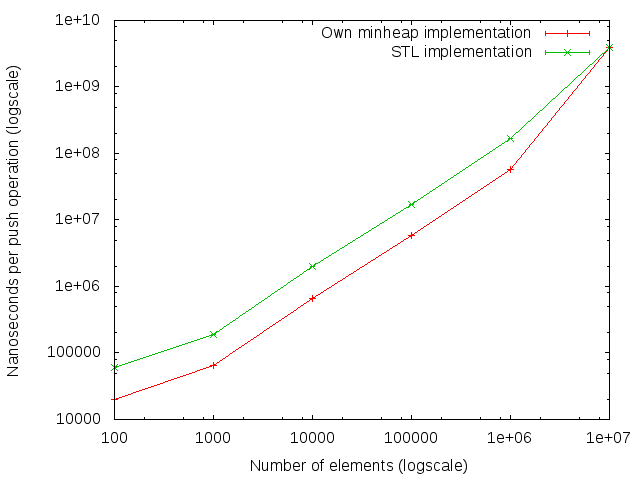 1e+10
1e+09
1e+08
1e+07
1e+06
100000
10000
Nanoseconds per push operation (logscale)
Own minheap implementation
STL implementation
100
1000
10000
100000
1e+06
1e+07
Number of elements (logscale)